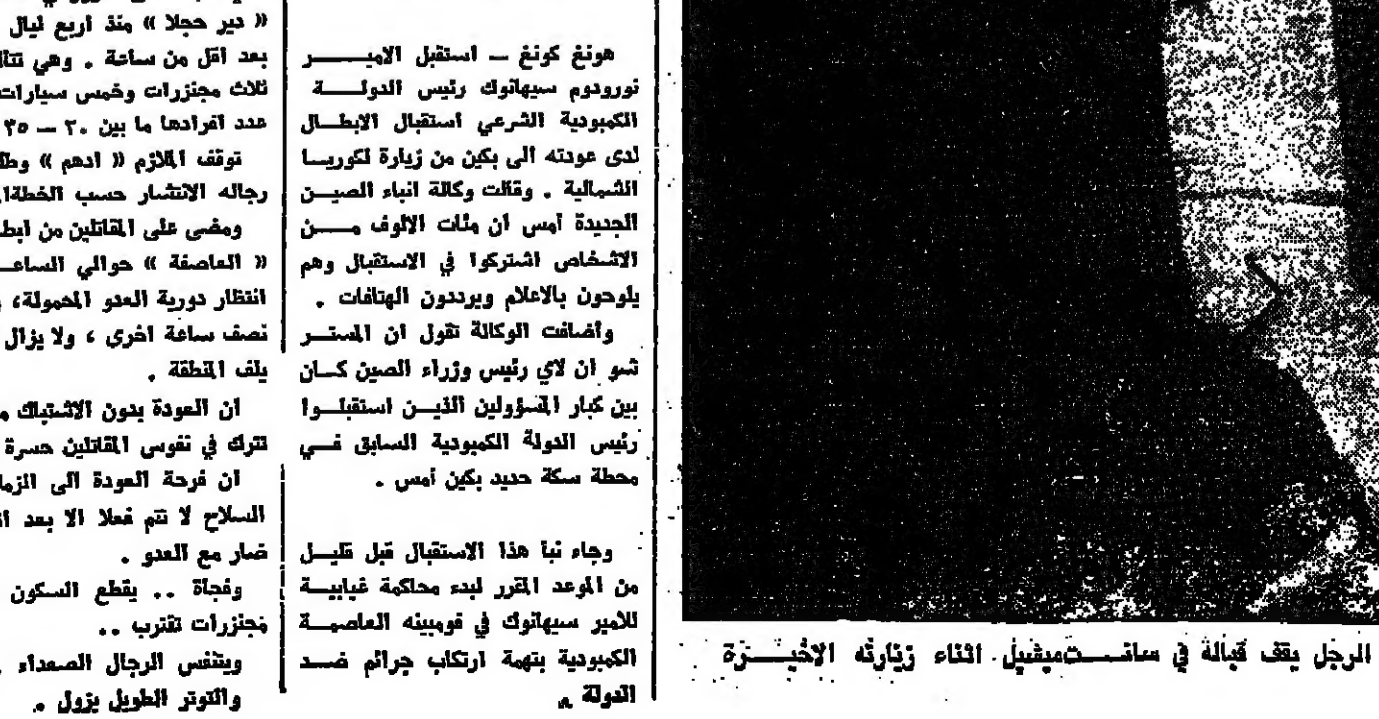 الرجل يقف قبالة في سانت ميشيل . اثناء زيارته الاخيرة
هونغ كونغ — استقبل الامير
نورودوم سيهانوك رئيس الدولة
الكمبودية الشرعي استقبال الابطال
لدى عودته الى بكين من زيارة لكوريا
الشمالية . وقالت وكالة انباء الصين
الجديدة أمس أن مئات الالوف من
الاشخاص اشتركوا في الاستقبال وهم
يلوحون بالاعلام ويرددون الهتافات .
وأضافت الوكالة تقول ان المستر
شو ان لاي رئيس وزراء الصين كان
بين كبار المسؤولين الذين استقبلوا
رئيس الدولة الكمبودية السابق في
محطة سكة حديد بكين أمس .
وجاء نبأ هذا الاستقبال قبل قليل
من الموعد المقرر لبدء محاكمة غيابية
للأمير سيهانوك في فومبينه العاصمة
الكمبودية بتهمة ارتكاب جرائم ضد
الدولة .
« دير حجلا » منذ أربع ليال
بعد أقل من ساعة . وهي تتأل
ثلاث مجنزرات وخمس سيارات
عدد افرادها ما بين ٢٠ — ٢٥
توقف الملازم « ادهم » وطل
رجاله الانتشار حسب الخطة
ومضى على المقاتلين من ابط
« العاصفة » حوالي الساعـ
انتظار دورية العدو المحمولة،
نصف ساعة اخرى ، ولا يزال
يلف المنطقة .
ان العودة بدون الاشتباك م
تترك في نفوس المقاتلين حسرة
ان فرحة العودة الى الزما
السلاح لا تتم فعلا الا بعد
ضار مع العدو .
وفجأة .. يقطع السكون
مجنزرات تقترب ..
ويتنفس الرجال الصعداء .
والتوتر الطويل يزول .